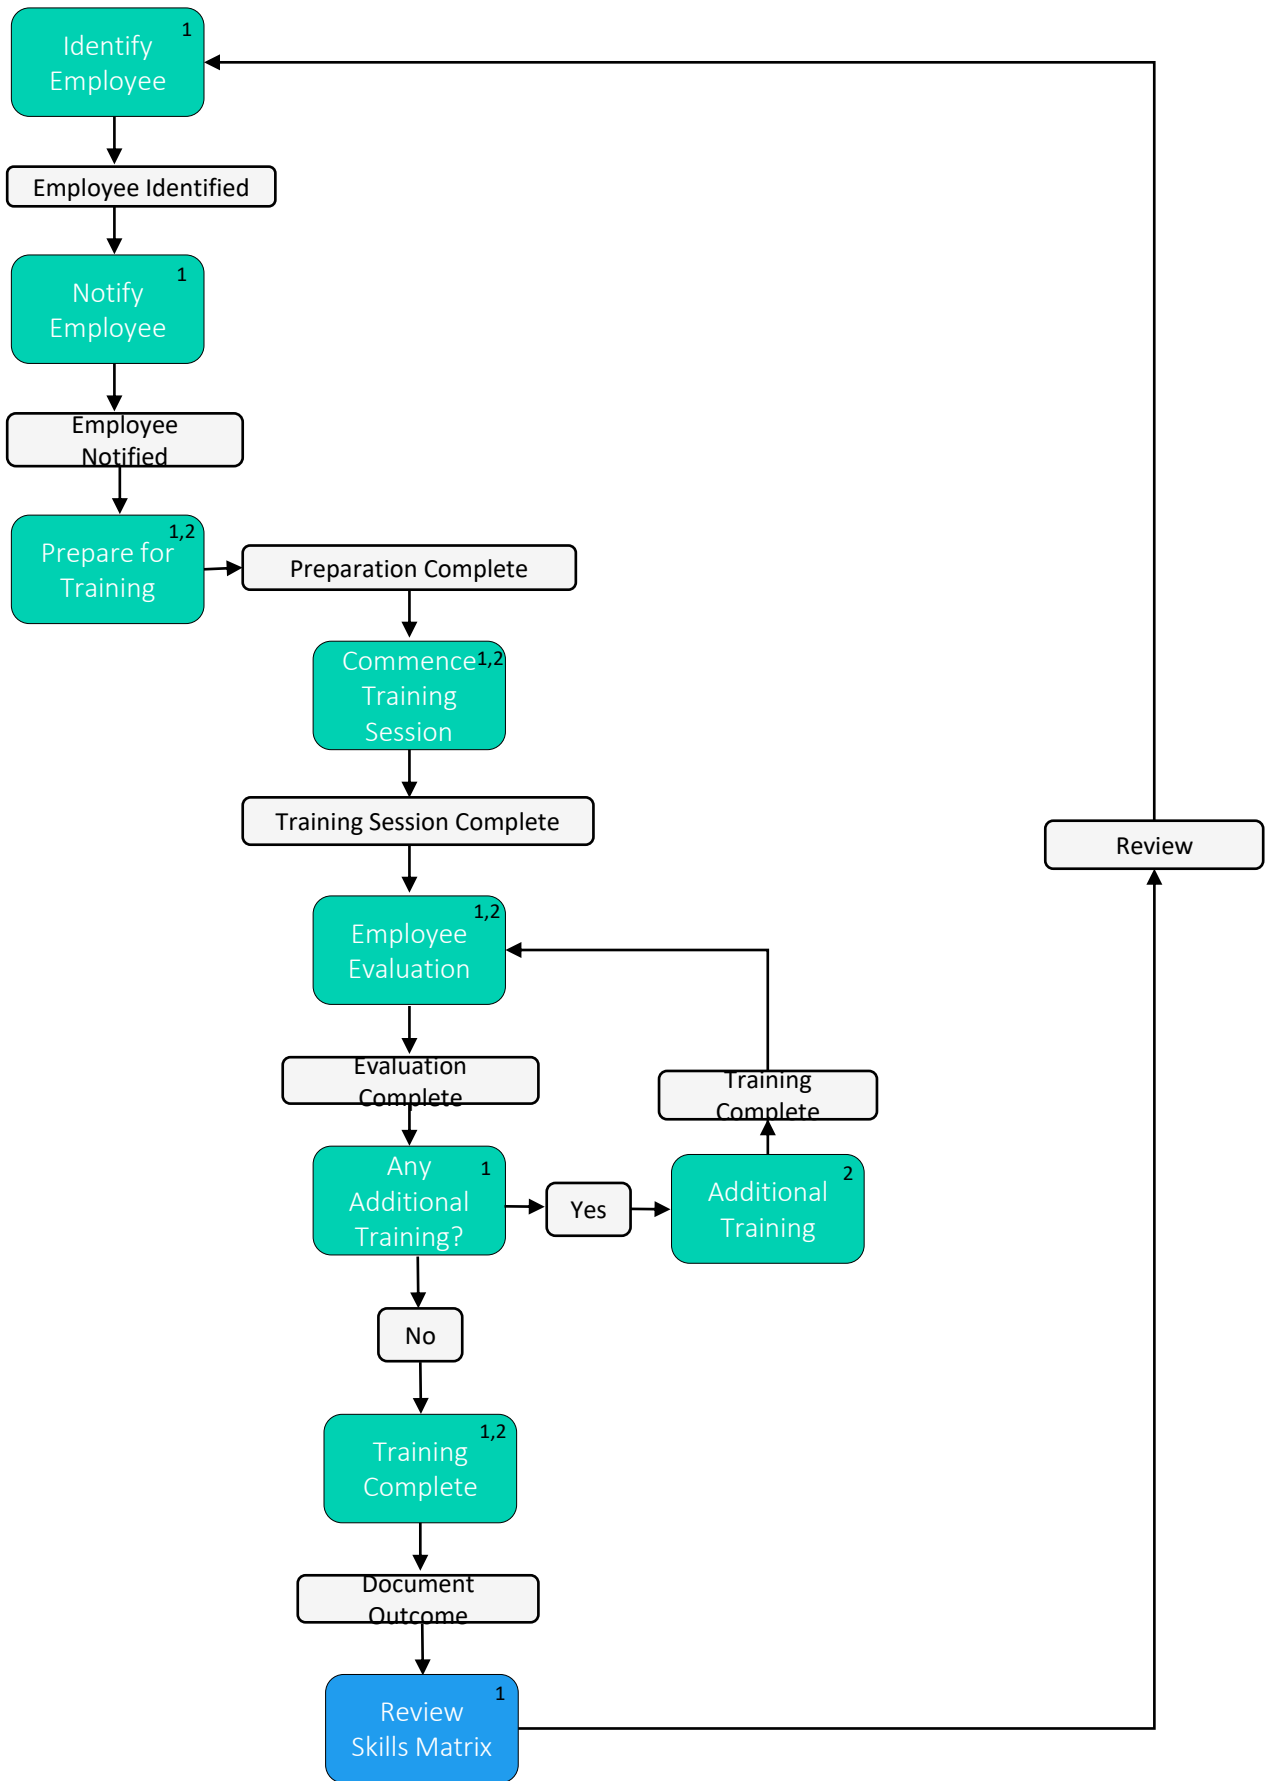 1
Identify
Employee
Employee Identified
1
Notify
Employee
Employee
Notified
1,2
Prepare for
Training
Preparation Complete
Commence 1,2
Training
Session
Training Session Complete
Review
1,2
Employee
Evaluation
Evaluation
Complete
Training
Complete
Any 1
Additional
Training?
Yes
2
Additional
Training
No
1,2
Training
Complete
Document
Outcome
1
Review
Skills Matrix